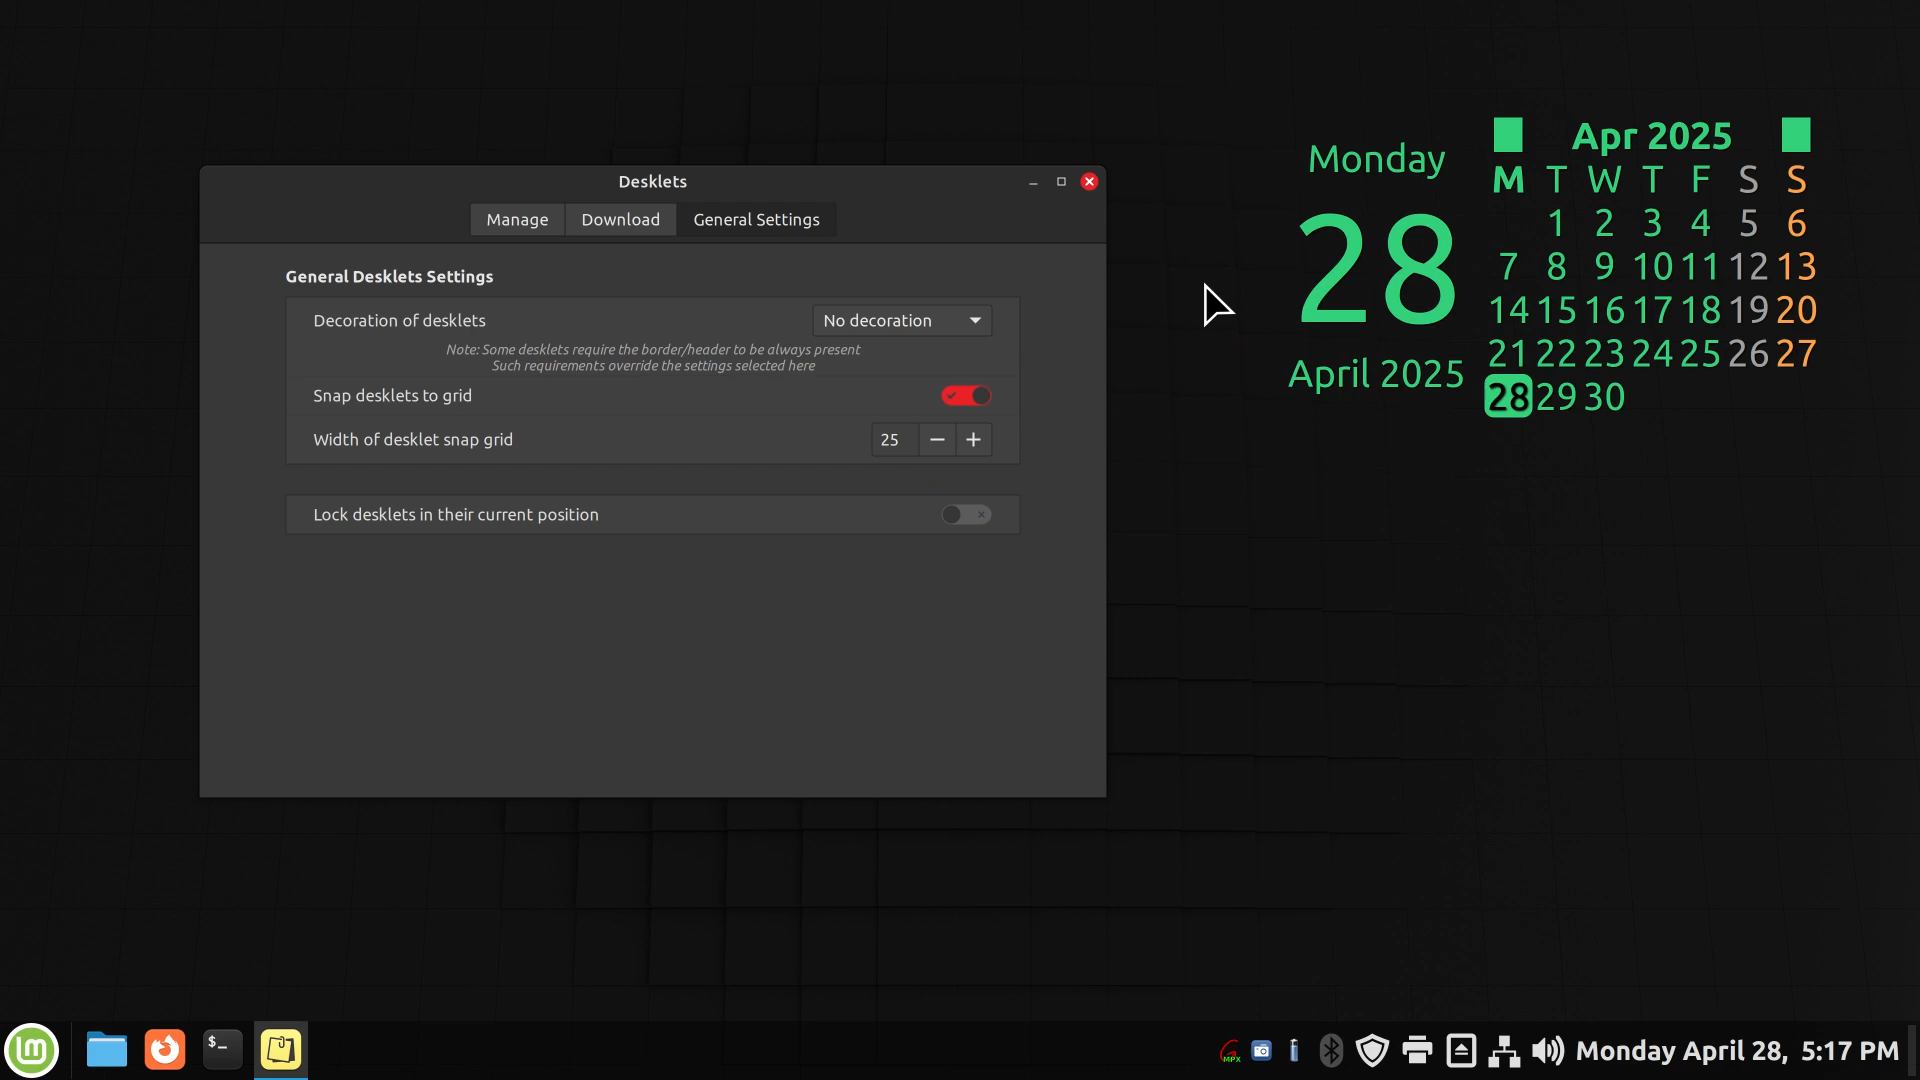 Desklets
Manage Download General Settings
General Desklets Settings
Decoration of desklets No decoration
Note: Some desklets require the border/header to be always present
Such requirements override the settings selected here
Snap desklets to grid
Width of desklet snap grid 25
Lock desklets in their current position
Monday
28
April 2025
Apr 2025
M T W T F S S
1 2 3 4 5 6
7 8 9 10 11 12 13
14 15 16 17 18 19 20
21 22 23 24 25 26 27
28 29 30
$_
MPX
Monday April 28, 5:17 PM